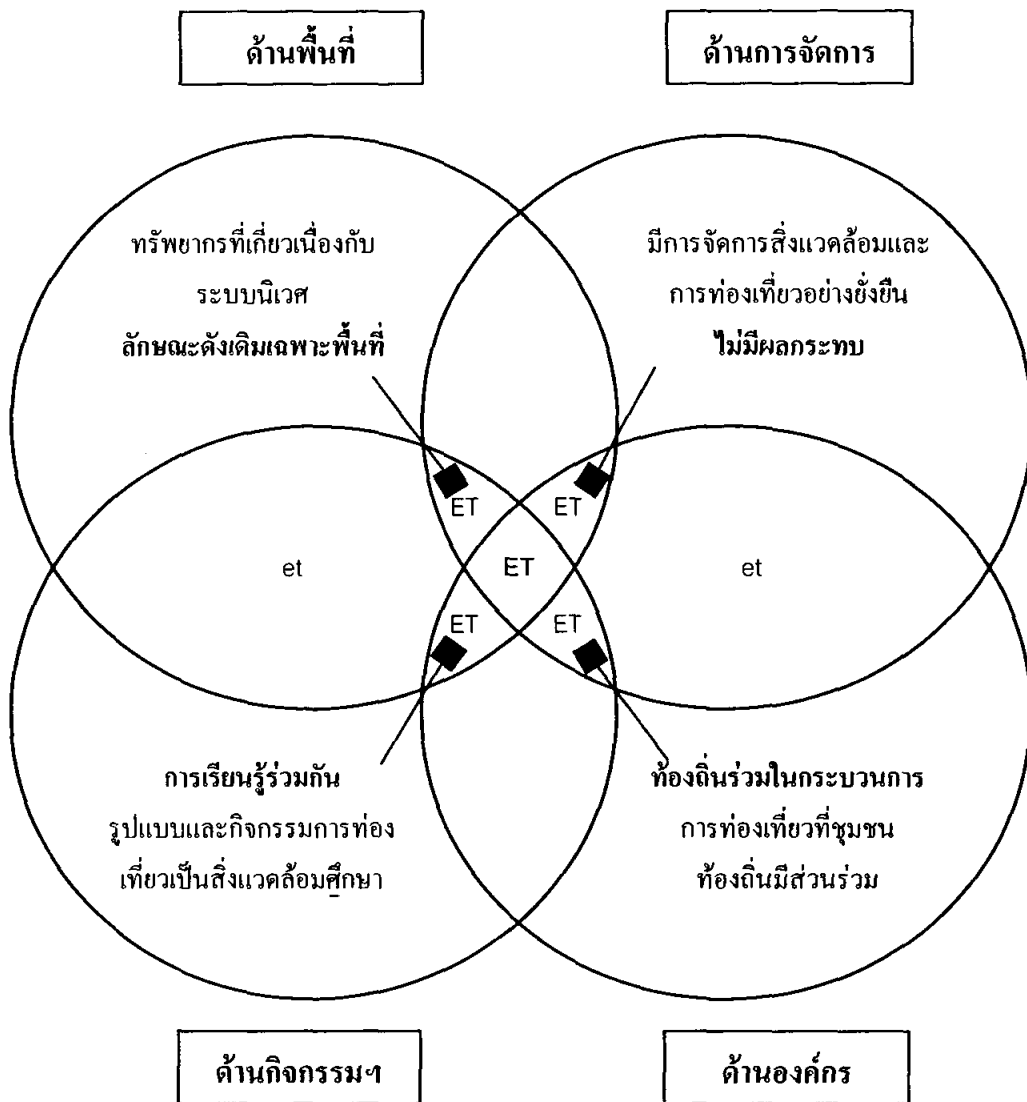 ด้านพื้นที่
ด้านการจัดการ
ทรัพยากรที่เกี่ยวเนื่องกับ
ระบบนิเวศ
ลักษณะดังเดิมเฉพาะพื้นที่
มีการจัดการสิ่งแวดล้อมและ
การท่องเที่ยวอย่างยั่งยืน
ไม่มีผลกระทบ
ET
ET
et
ET
et
ET
ET
การเรียนรู้ร่วมกัน
รูปแบบและกิจกรรมการท่อง
เที่ยวเป็นสิ่งแวดล้อมศึกษา
ท้องถิ่นร่วมในกระบวนการ
การท่องเที่ยวที่ชุมชน
ท้องถิ่นมีส่วนร่วม
ด้านกิจกรรมฯ
ด้านองค์กร